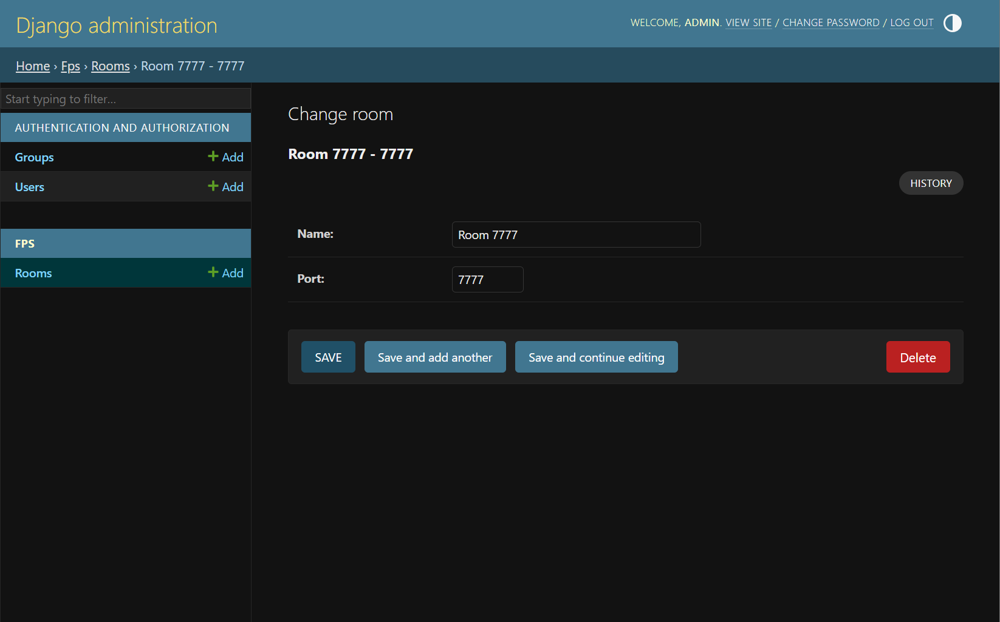 Django administration
WELCOME, ADMIN. VIEW SITE / CHANGE PASSWORD / LOG OUT
Home › Fps › Rooms › Room 7777 - 7777
Start typing to filter...
AUTHENTICATION AND AUTHORIZATION
Groups Add
Users Add
FPS
Rooms Add
Change room
Room 7777 - 7777
HISTORY
Name: Room 7777
Port: 7777
SAVE Save and add another Save and continue editing Delete